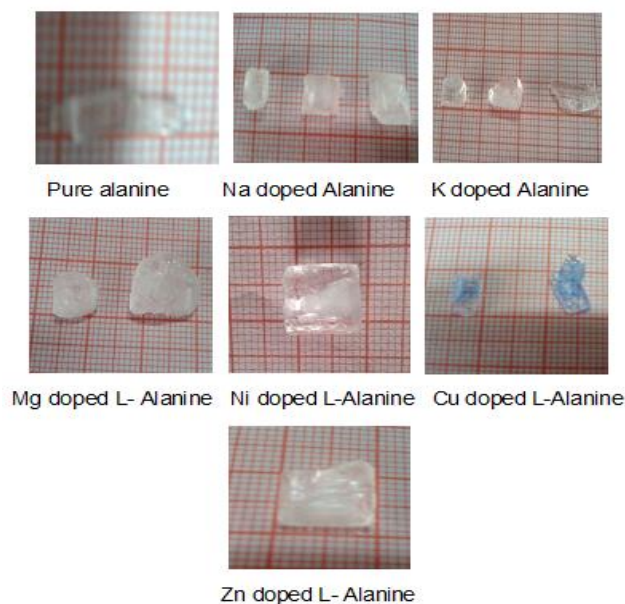 Pure alanine
Na doped Alanine
K doped Alanine
Mg doped L- Alanine
Ni doped L-Alanine
Cu doped L-Alanine
Zn doped L- Alanine